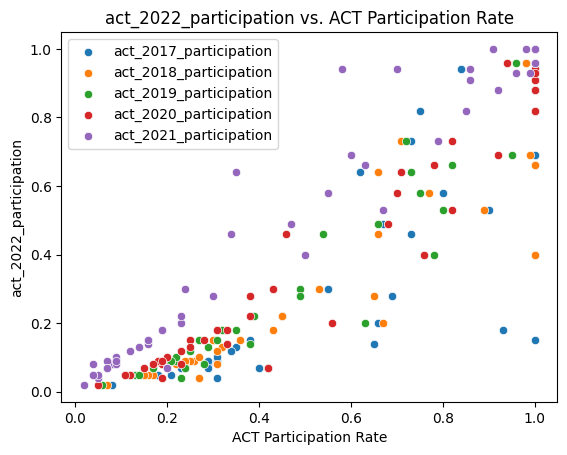 act_2022_participation vs. ACT Participation Rate
act_2017_participation
act_2018_participation
act_2019_participation
act_2020_participation
act_2021_participation
1.0
0.8
0.6
0.4
0.2
0.0
act_2022_participation
0.0 0.2 0.4 0.6 0.8 1.0
ACT Participation Rate